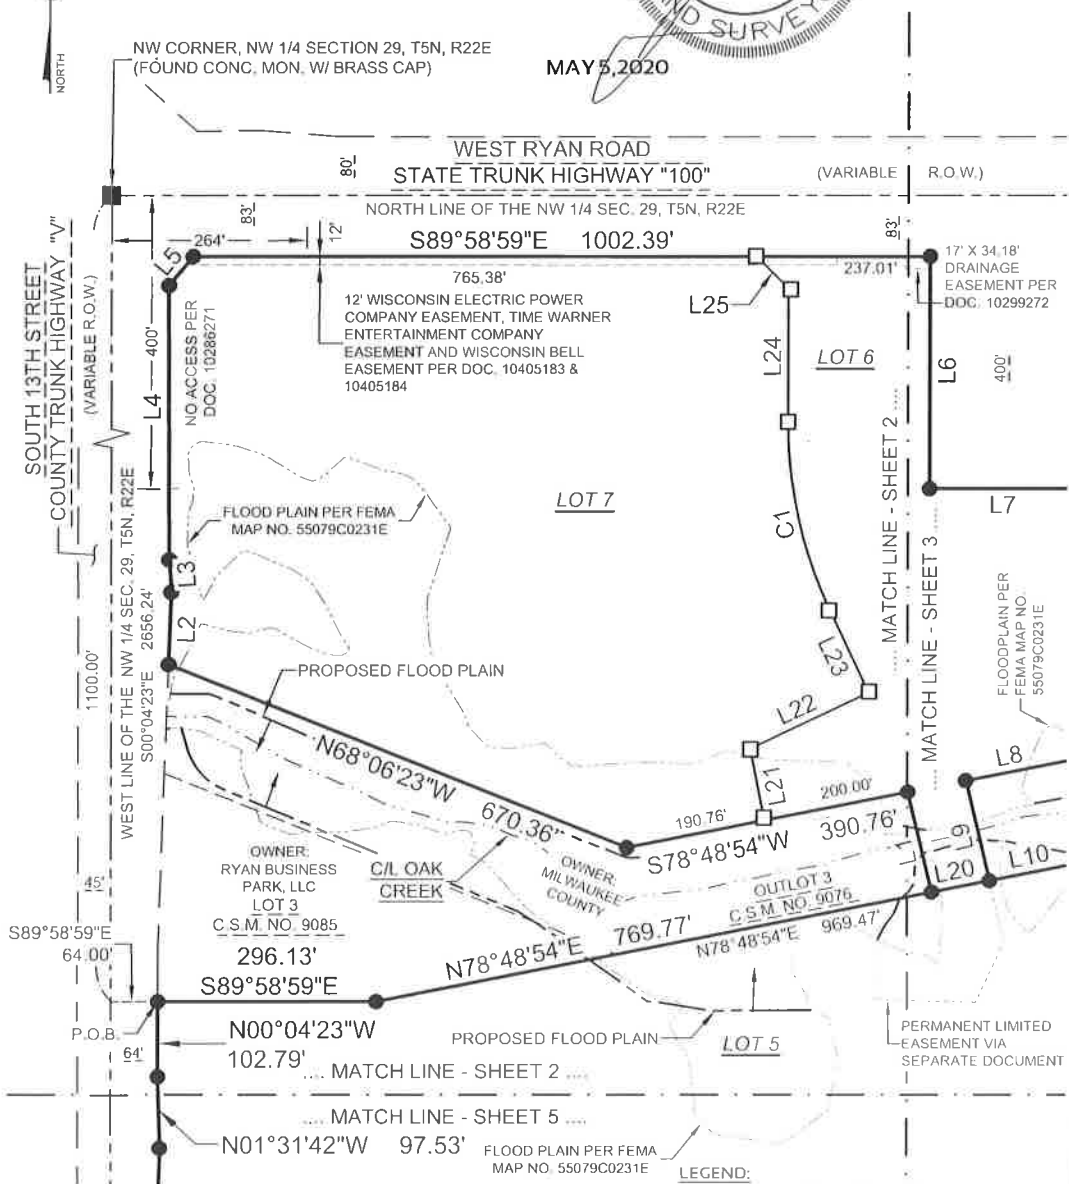 ND SURVEYO
NORTH
NW CORNER, NW 1/4 SECTION 29, T5N, R22E
(FOUND CONC. MON. W/ BRASS CAP)
MAY 5, 2020
WEST RYAN ROAD
STATE TRUNK HIGHWAY "100"
(VARIABLE R.O.W.)
80'
NORTH LINE OF THE NW 1/4 SEC. 29, T5N, R22E
83'
83'
264'
12'
S89°58'59"E 1002.39'
765.38'
237.01'
17' X 34.18'
DRAINAGE
EASEMENT PER
DOC. 10299272
12' WISCONSIN ELECTRIC POWER
COMPANY EASEMENT, TIME WARNER
ENTERTAINMENT COMPANY
EASEMENT AND WISCONSIN BELL
EASEMENT PER DOC. 10405183 &
10405184
L5
L25
L24
LOT 6
L6
400'
SOUTH 13TH STREET
COUNTY TRUNK HIGHWAY "V"
(VARIABLE R.O.W.)
L4
400'
NO ACCESS PER
DOC. 10286271
LOT 7
L7
C1
MATCH LINE - SHEET 2 .....
..... MATCH LINE - SHEET 3 .....
FLOOD PLAIN PER FEMA
MAP NO. 55079C0231E
L3
L2
WEST LINE OF THE NW 1/4 SEC. 29, T5N, R22E
S00°04'23"E 2656.24'
1100.00'
L23
FLOODPLAIN PER
FEMA MAP NO.
55079C0231E
PROPOSED FLOOD PLAIN
L22
N68°06'23"W 670.36'
L21
L8
190.76'
200.00'
S78°48'54"W 390.76'
L9
L20
L10
OWNER:
RYAN BUSINESS
PARK, LLC
LOT 3
C.S.M. NO. 9085
C/L OAK
CREEK
OWNER:
MILWAUKEE
COUNTY
OUTLOT 3
C.S.M. NO. 9076
45'
S89°58'59"E
64.00'
296.13'
S89°58'59"E
N78°48'54"E 769.77'
N78°48'54"E 969.47'
P.O.B.
64'
N00°04'23"W
102.79'
PROPOSED FLOOD PLAIN
LOT 5
PERMANENT LIMITED
EASEMENT VIA
SEPARATE DOCUMENT
.... MATCH LINE - SHEET 2 ....
.... MATCH LINE - SHEET 5 ....
N01°31'42"W 97.53'
FLOOD PLAIN PER FEMA
MAP NO. 55079C0231E
LEGEND: